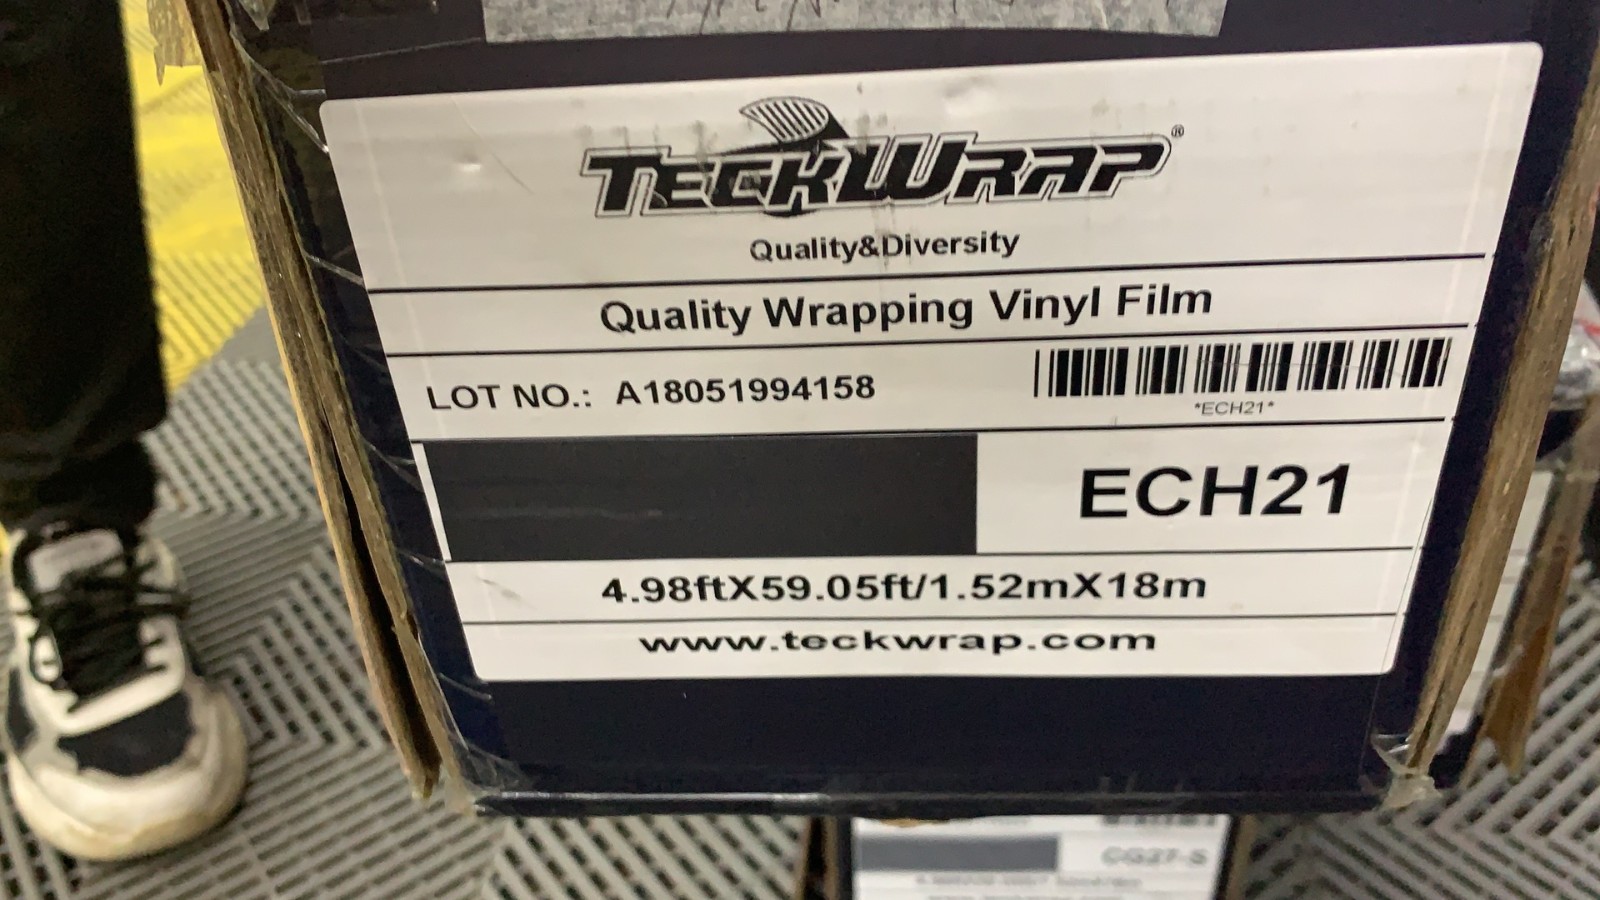 TECKWRAP®
Quality&Diversity
Quality Wrapping Vinyl Film
LOT NO.: A18051994158
*ECH21*
ECH21
4.98ftX59.05ft/1.52mX18m
www.teckwrap.com
CG27-S